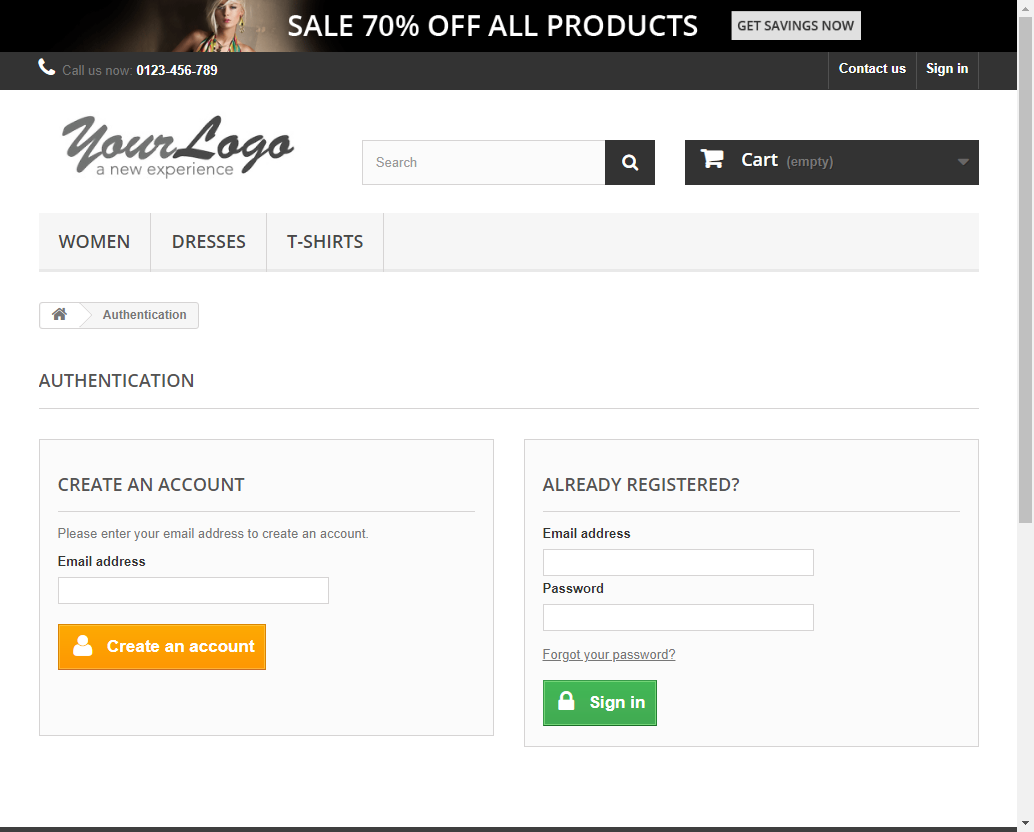 SALE 70% OFF ALL PRODUCTS GET SAVINGS NOW
Call us now: 0123-456-789 Contact us Sign in
YourLogo
a new experience
Search
Cart (empty)
WOMEN DRESSES T-SHIRTS
Authentication
AUTHENTICATION
CREATE AN ACCOUNT
Please enter your email address to create an account.
Email address
Create an account
ALREADY REGISTERED?
Email address
Password
Forgot your password?
Sign in